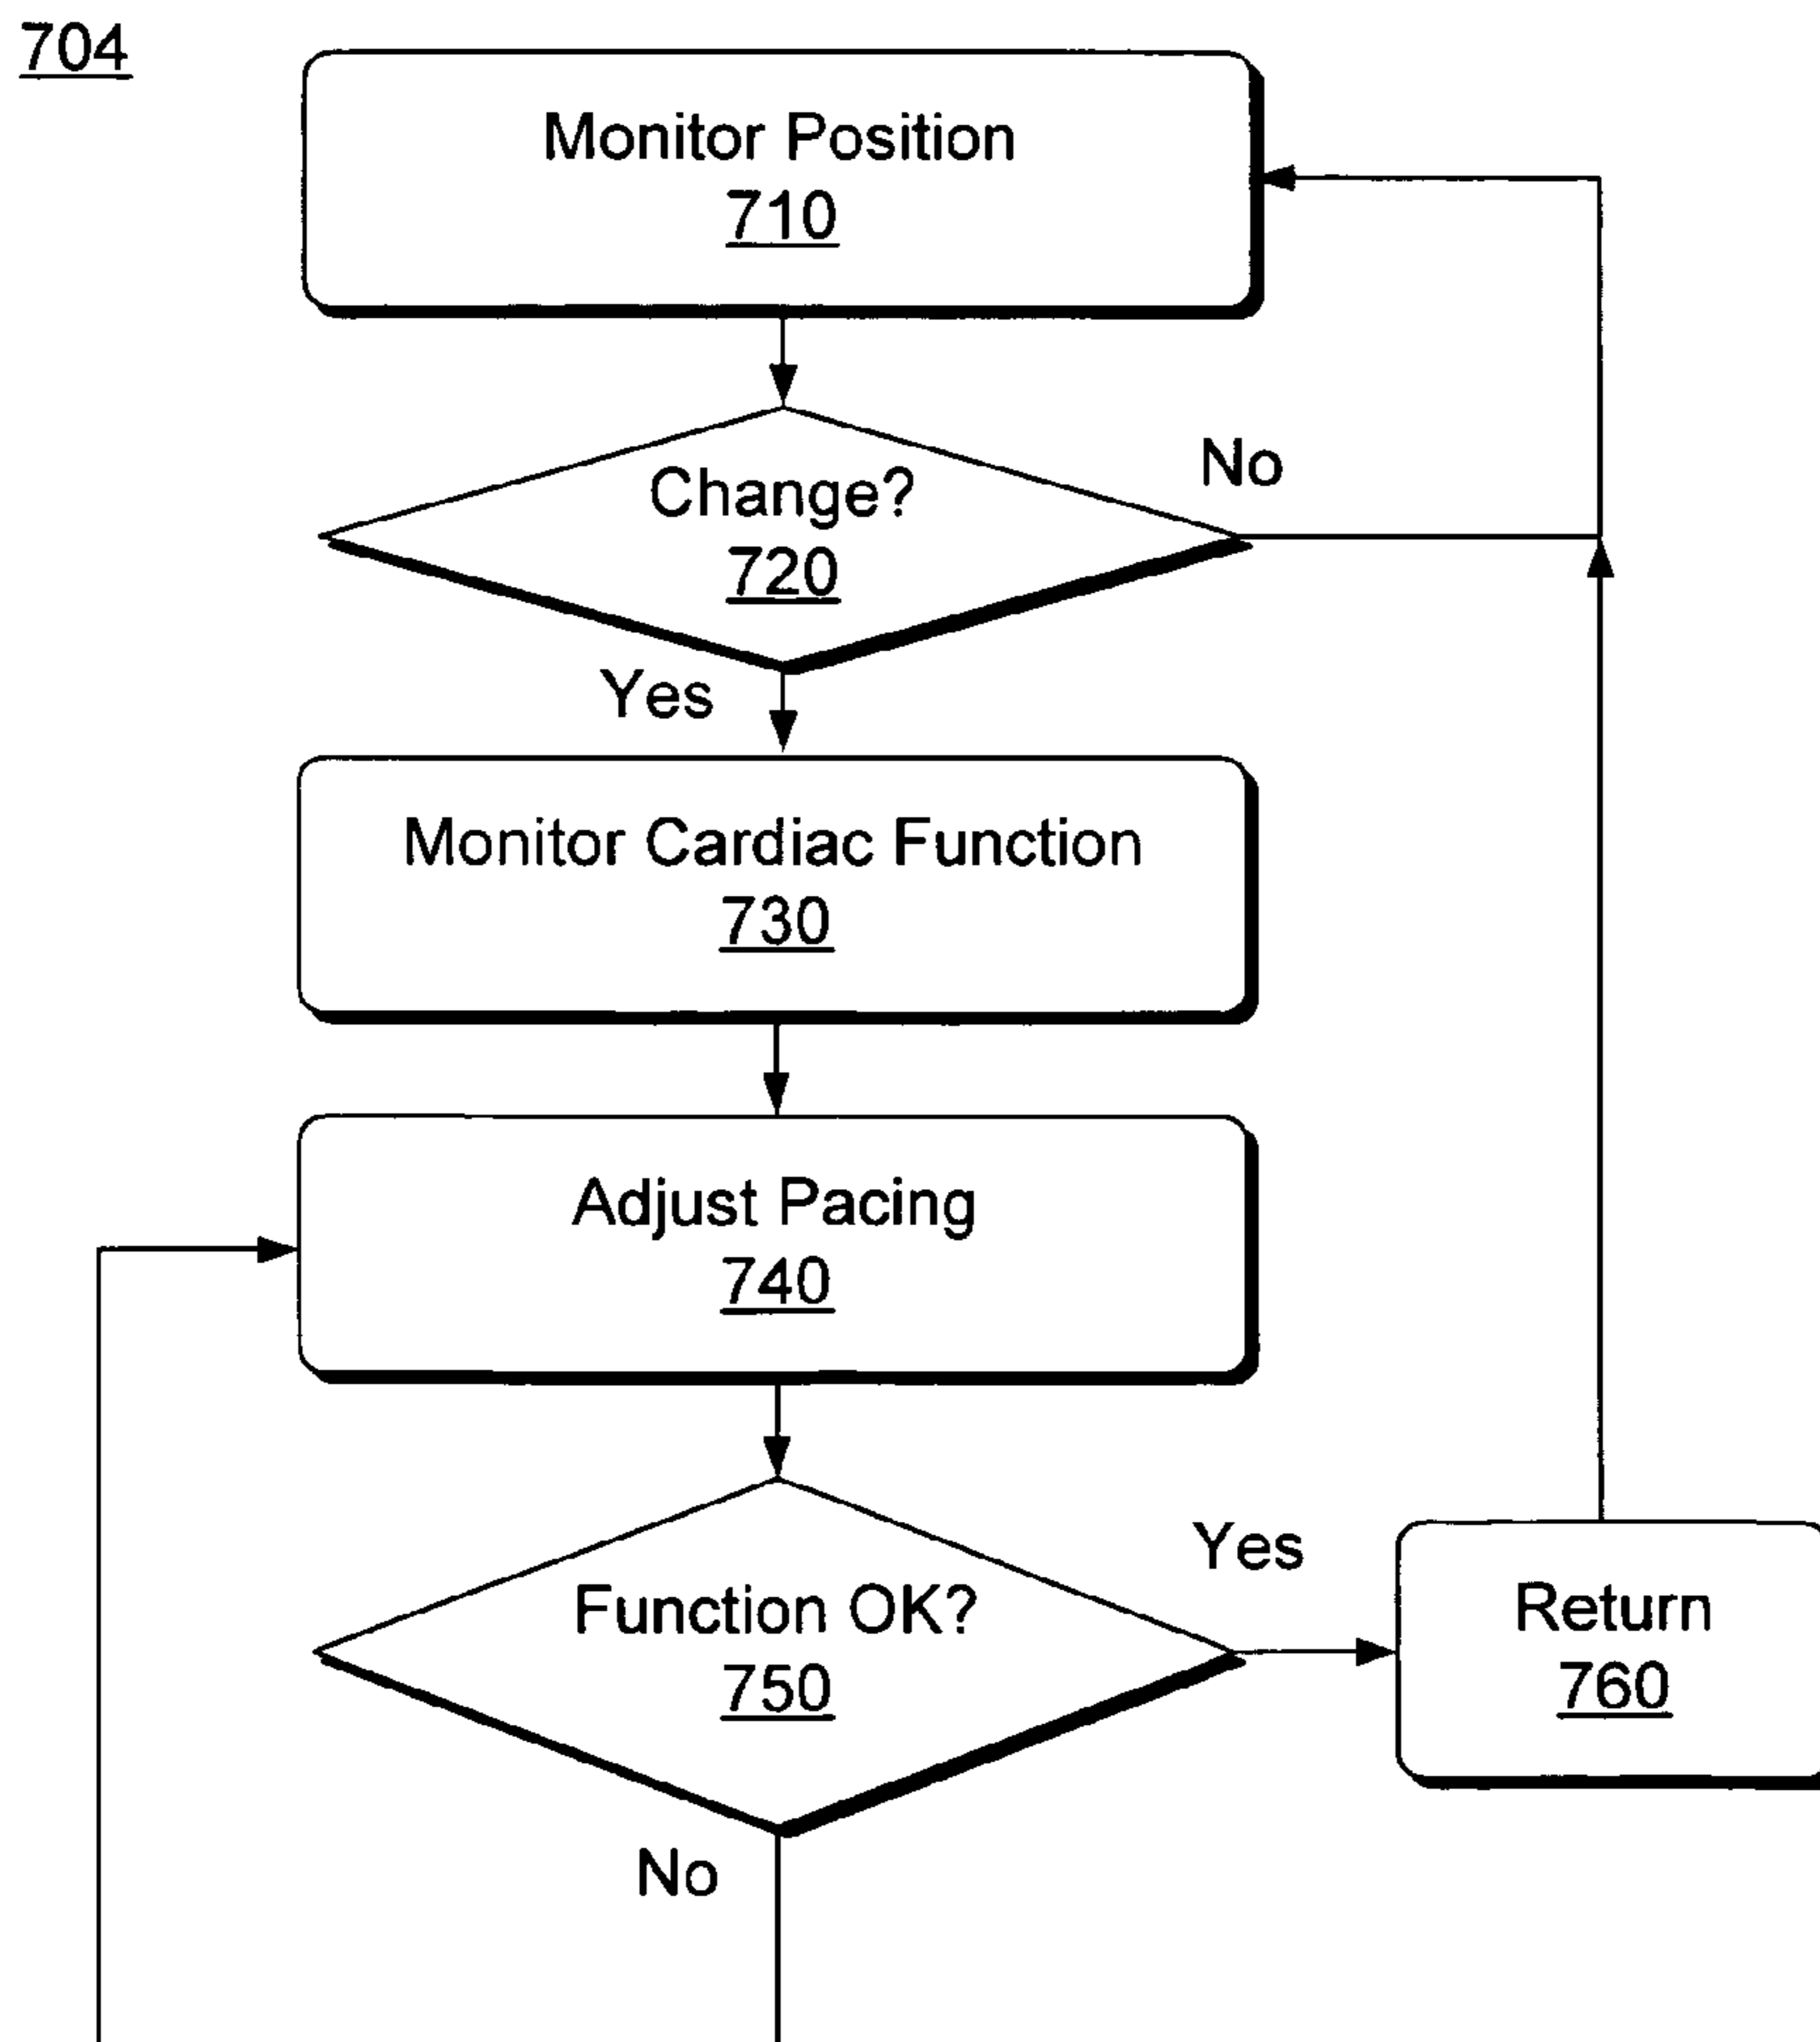 704
Monitor Position
710
Change?
720
No
Yes
Monitor Cardiac Function
730
Adjust Pacing
740
Function OK?
750
Yes
Return
760
No